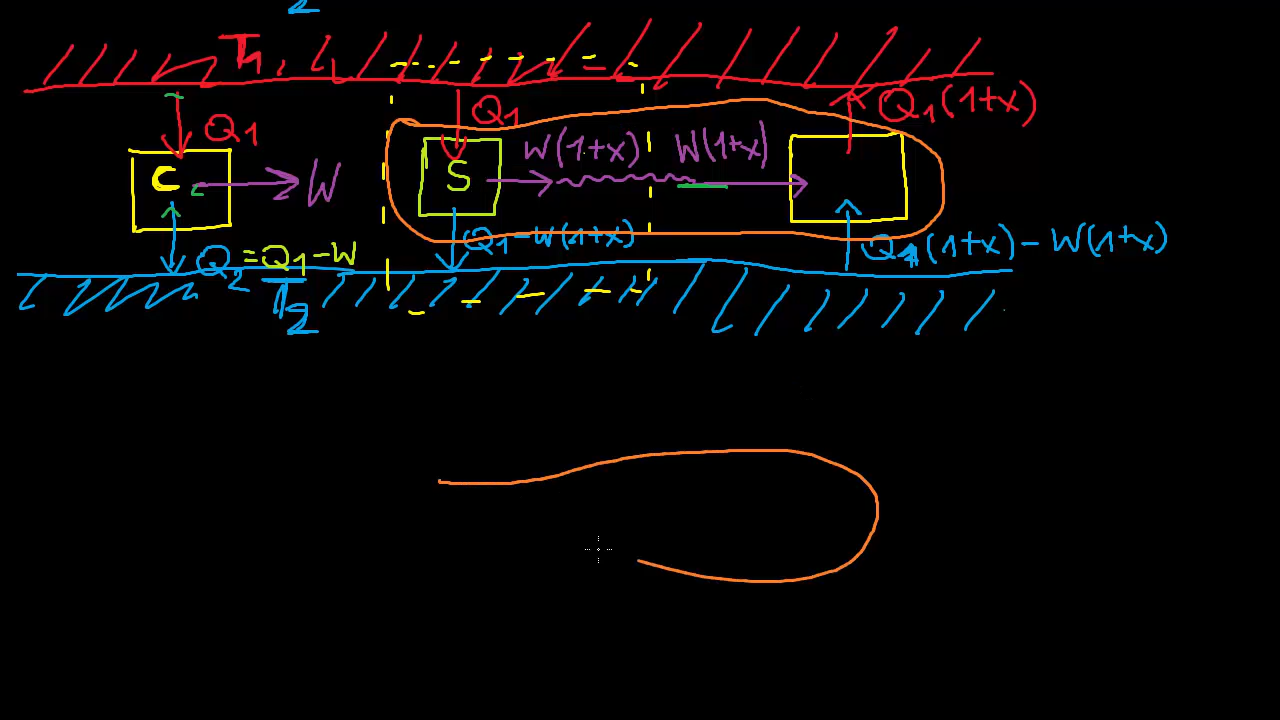 T₁
Q₁
Q₁
Q₁(1+x)
C
W
S
W(1+x)
W(1+x)
Q₂=Q₁-W
Q₁-W(1+x)
Q₁(1+x)-W(1+x)
T₂